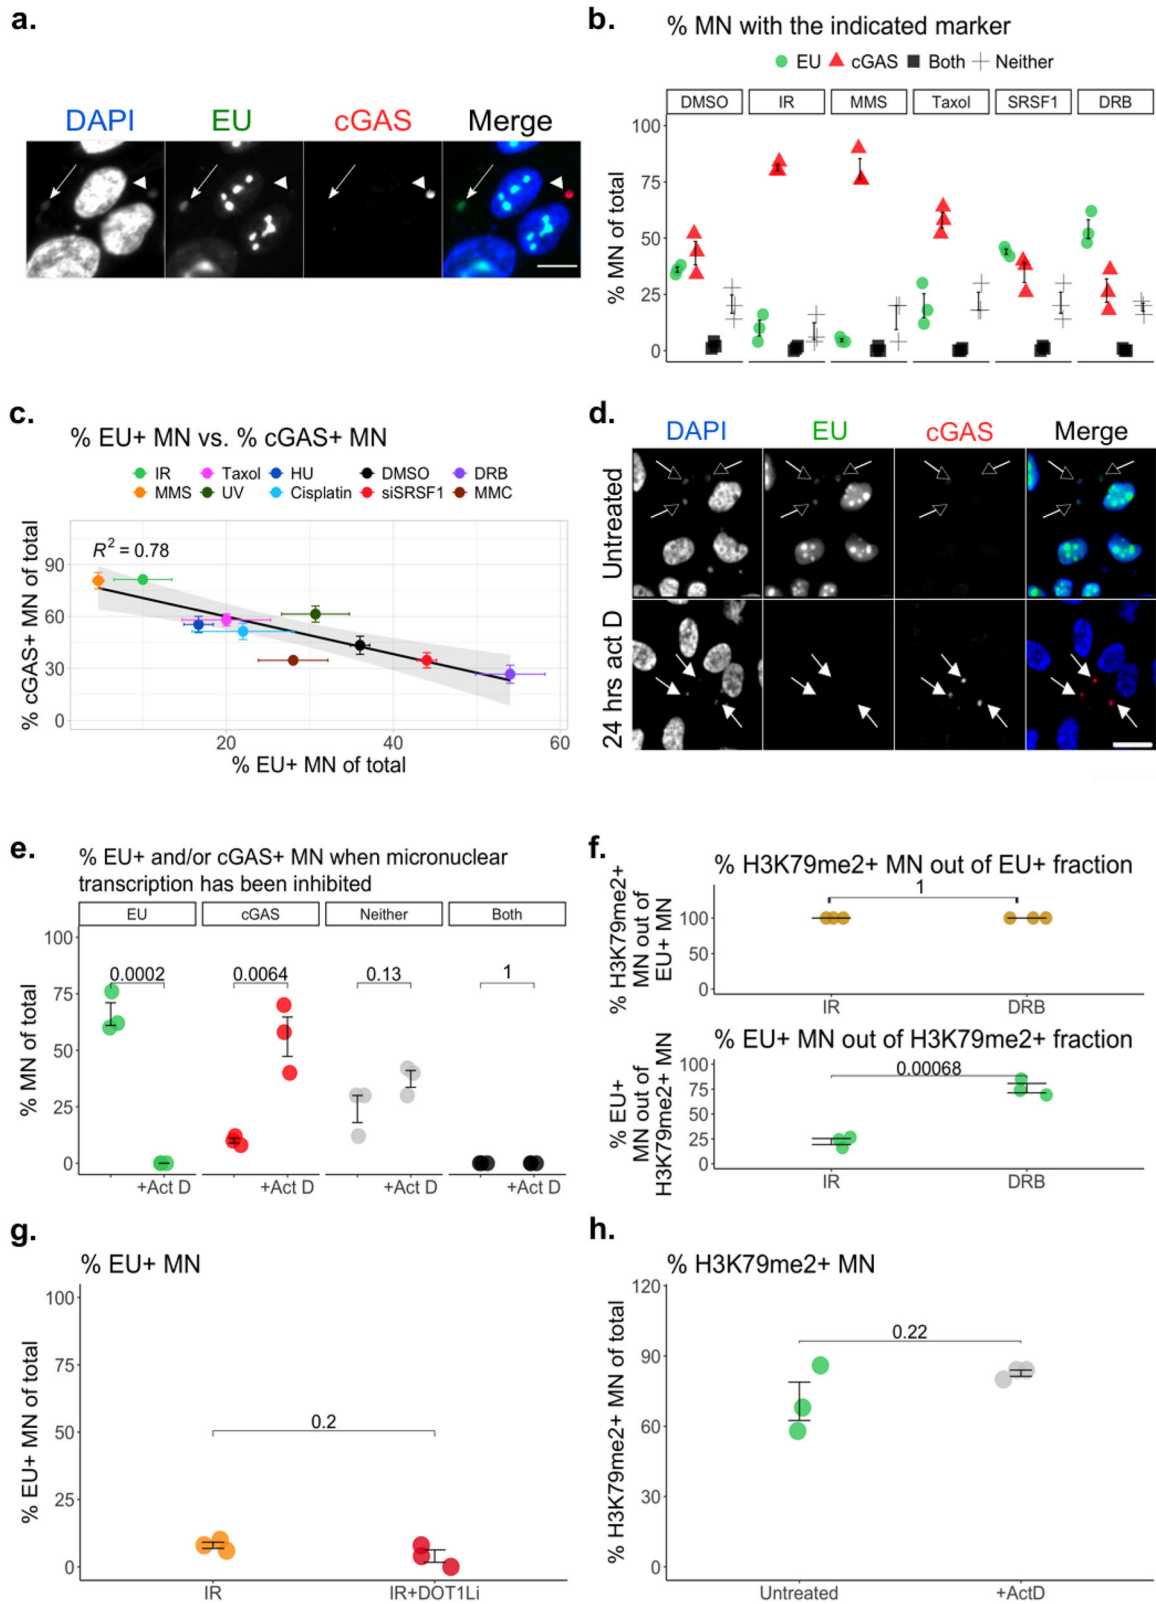 a.
DAPI EU cGAS Merge
b.
% MN with the indicated marker
EU cGAS Both Neither
DMSO IR MMS Taxol SRSF1 DRB
% MN of total
100
75
50
25
0
c.
% EU+ MN vs. % cGAS+ MN
IR Taxol HU DMSO DRB
MMS UV Cisplatin siSRSF1 MMC
R² = 0.78
% cGAS+ MN of total
90
60
30
0
20 40 60
% EU+ MN of total
d.
DAPI EU cGAS Merge
Untreated
24 hrs act D
e.
% EU+ and/or cGAS+ MN when micronuclear
transcription has been inhibited
EU cGAS Neither Both
% MN of total
100
75
50
25
0
0.0002 0.0064 0.13 1
+Act D +Act D +Act D +Act D
f.
% H3K79me2+ MN out of EU+ fraction
% H3K79me2+
MN out of
EU+ MN
100
50
0
1
IR DRB
% EU+ MN out of H3K79me2+ fraction
% EU+
MN out of
H3K79me2+ MN
100
75
50
25
0
0.00068
IR DRB
g.
% EU+ MN
% EU+ MN of total
100
75
50
25
0
0.2
IR IR+DOT1Li
h.
% H3K79me2+ MN
% H3K79me2+ MN of total
120
90
60
30
0
0.22
Untreated +ActD